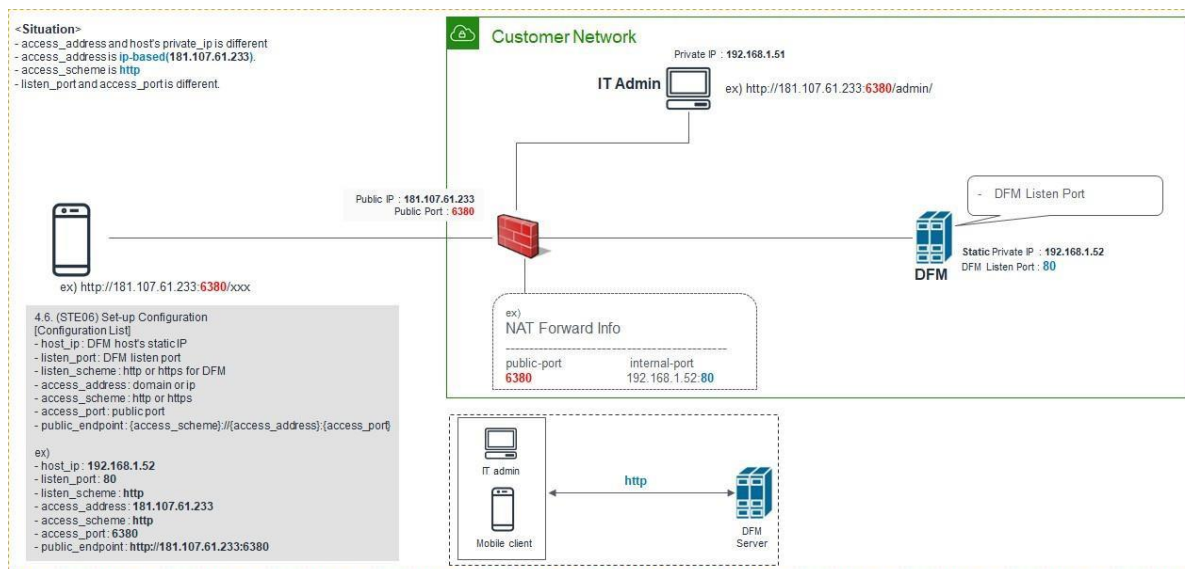 <Situation>
- access_address and host's private_ip is different
- access_address is ip-based(181.107.61.233).
- access_scheme is http
- listen_port and access_port is different.
Customer Network
Private IP : 192.168.1.51
IT Admin
ex) http://181.107.61.233:6380/admin/
Public IP : 181.107.61.233
Public Port : 6380
- DFM Listen Port
Static Private IP : 192.168.1.52
DFM Listen Port : 80
DFM
ex) http://181.107.61.233:6380/xxx
ex)
NAT Forward Info
public-port internal-port
6380 192.168.1.52:80
4.6. (STE06) Set-up Configuration
[Configuration List]
- host_ip : DFM host's static IP
- listen_port : DFM listen port
- listen_scheme : http or https for DFM
- access_address : domain or ip
- access_scheme : http or https
- access_port : public port
- public_endpoint : {access_scheme}://{access_address}:{access_port}
ex)
- host_ip : 192.168.1.52
- listen_port : 80
- listen_scheme : http
- access_address : 181.107.61.233
- access_scheme : http
- access_port : 6380
- public_endpoint : http://181.107.61.233:6380
IT admin
http
Mobile client
DFM
Server